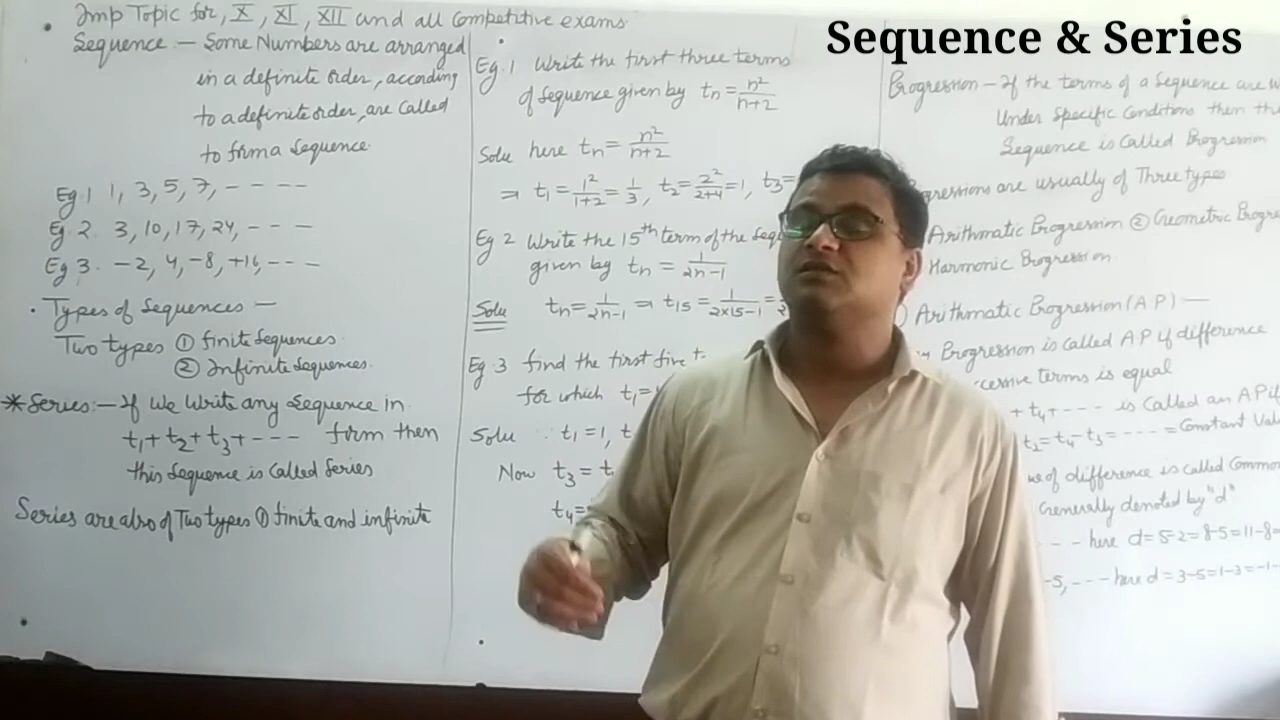 Sequence & Series
Imp Topic for, X, XI, XII and all Competitive exams
Sequence — Some Numbers are arranged
in a definite order, according
to a definite order, are called
to form a Sequence.
Eg. 1 1, 3, 5, 7, - - - -
Eg. 2. 3, 10, 17, 24, - - -
Eg 3. -2, 4, -8, +16, - - -
• Types of Sequences —
Two types ① finite Sequences.
② Infinite Sequences.
* Series:- If we write any Sequence in
t₁+t₂+t₃+--- form then
this Sequence is called Series
Series are also of Two types ① finite and infinite
Eg. 1 Write the first three terms
of Sequence given by tn = n²/n+2
Solu here tn = n²/n+2
⇒ t₁ = 1²/1+2 = 1/3, t₂ = 2²/2+4 = 1, t₃ =
Eg 2 Write the 15th term of the
given by tn = 1/2n-1
Solu tn = 1/2n-1 ⇒ t15 = 1/2×15-1 =
Eg. 3 find the first five
for which t₁ =
Solu ∵ t₁ = 1, t
Now t₃ = t
t₄ =
Progression — If the terms of a Sequence are
Under Specific Conditions then
Sequence is Called Progression
are usually of Three types
Arithmatic Progression ② Geometric
Harmonic Progression
Arithmatic Progression (A.P) —
Progression is called A.P if difference
terms is equal
+ t₄ + --- is Called an A.P if
t₂ = t₄ - t₃ = ---- = Constant
of difference is called Common
Generally denoted by "d"
- - - here d = 5-2 = 8-5 = 11-8
-5, - - - here d = 3-5 = 1-3 = -1-